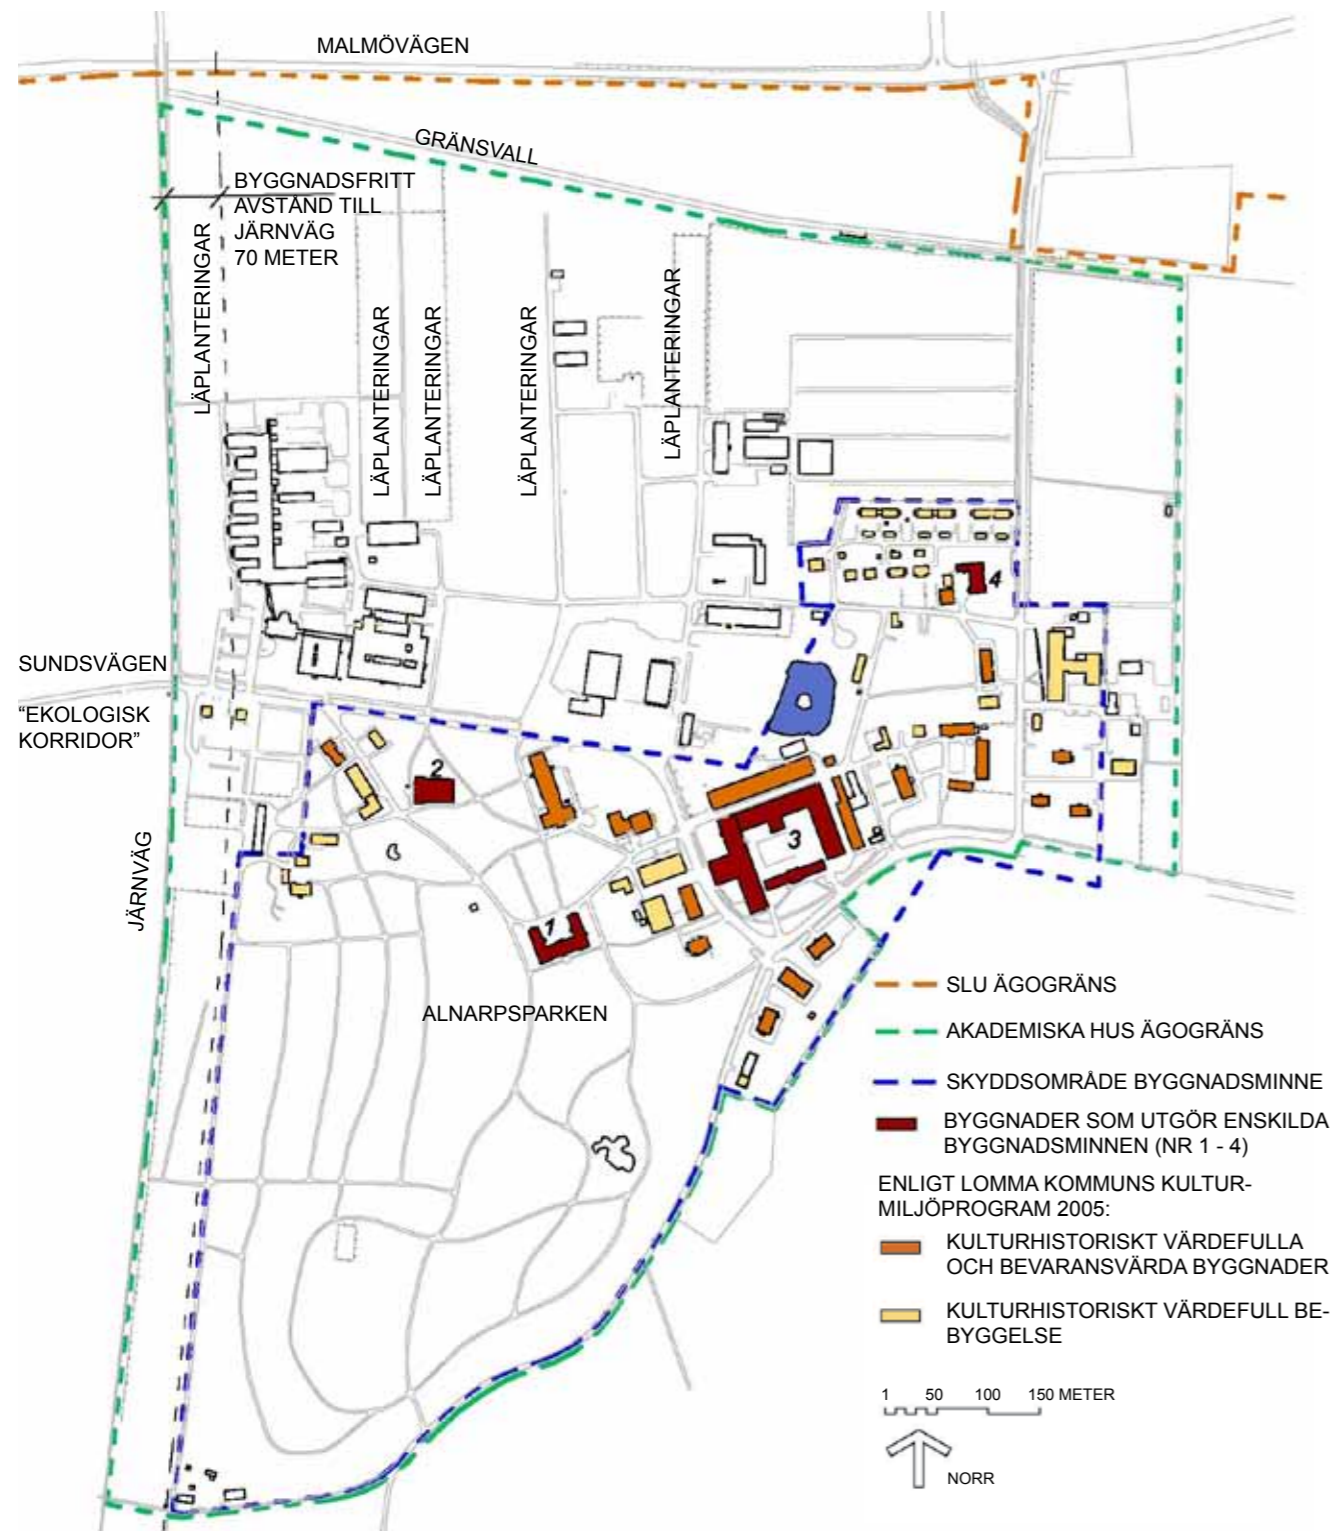 MALMÖVÄGEN
GRÄNSVALL
BYGGNADSFRITT
AVSTÅND TILL
JÄRNVÄG
70 METER
LÄPLANTERINGAR
LÄPLANTERINGAR
LÄPLANTERINGAR
LÄPLANTERINGAR
LÄPLANTERINGAR
4
SUNDSVÄGEN
"EKOLOGISK
KORRIDOR"
2
3
JÄRNVÄG
1
ALNARPSPARKEN
SLU ÄGOGRÄNS
AKADEMISKA HUS ÄGOGRÄNS
SKYDDSOMRÅDE BYGGNADSMINNE
BYGGNADER SOM UTGÖR ENSKILDA
BYGGNADSMINNEN (NR 1 - 4)
ENLIGT LOMMA KOMMUNS KULTUR-
MILJÖPROGRAM 2005:
KULTURHISTORISKT VÄRDEFULLA
OCH BEVARANSVÄRDA BYGGNADER
KULTURHISTORISKT VÄRDEFULL BE-
BYGGELSE
1 50 100 150 METER
NORR